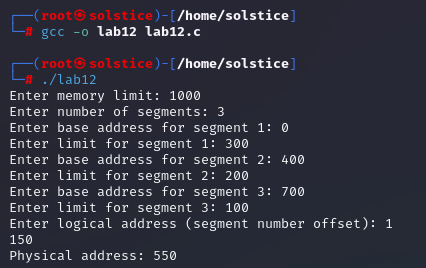 ┌──(root㉿solstice)-[/home/solstice]
└─# gcc -o lab12 lab12.c
┌──(root㉿solstice)-[/home/solstice]
└─# ./lab12
Enter memory limit: 1000
Enter number of segments: 3
Enter base address for segment 1: 0
Enter limit for segment 1: 300
Enter base address for segment 2: 400
Enter limit for segment 2: 200
Enter base address for segment 3: 700
Enter limit for segment 3: 100
Enter logical address (segment number offset): 1
150
Physical address: 550